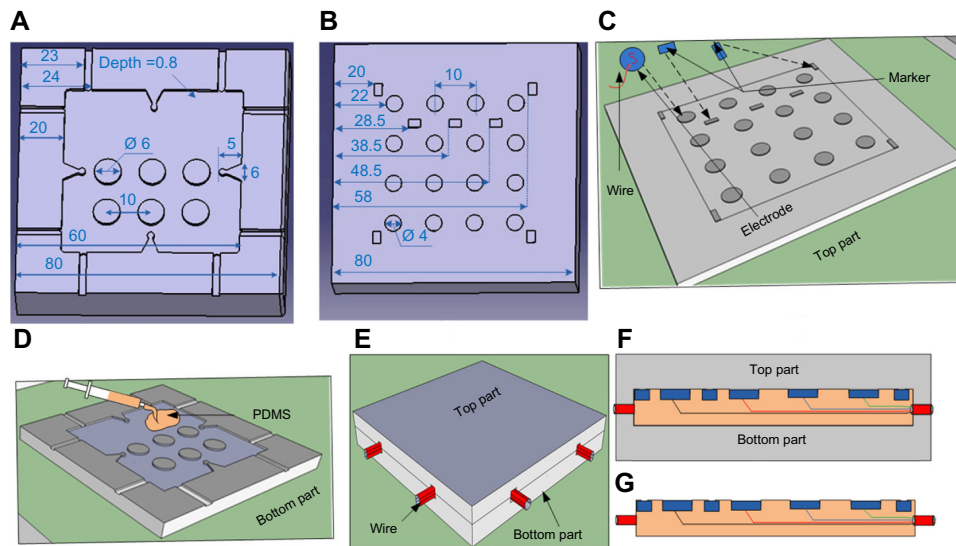 A
23
24
Depth =0.8
20
Ø 6
5
6
10
60
80
B
20
10
22
28.5
38.5
48.5
58
Ø 4
80
C
Marker
Wire
Electrode
Top part
D
PDMS
Bottom part
E
Top part
Wire
Bottom part
F
Top part
Bottom part
G